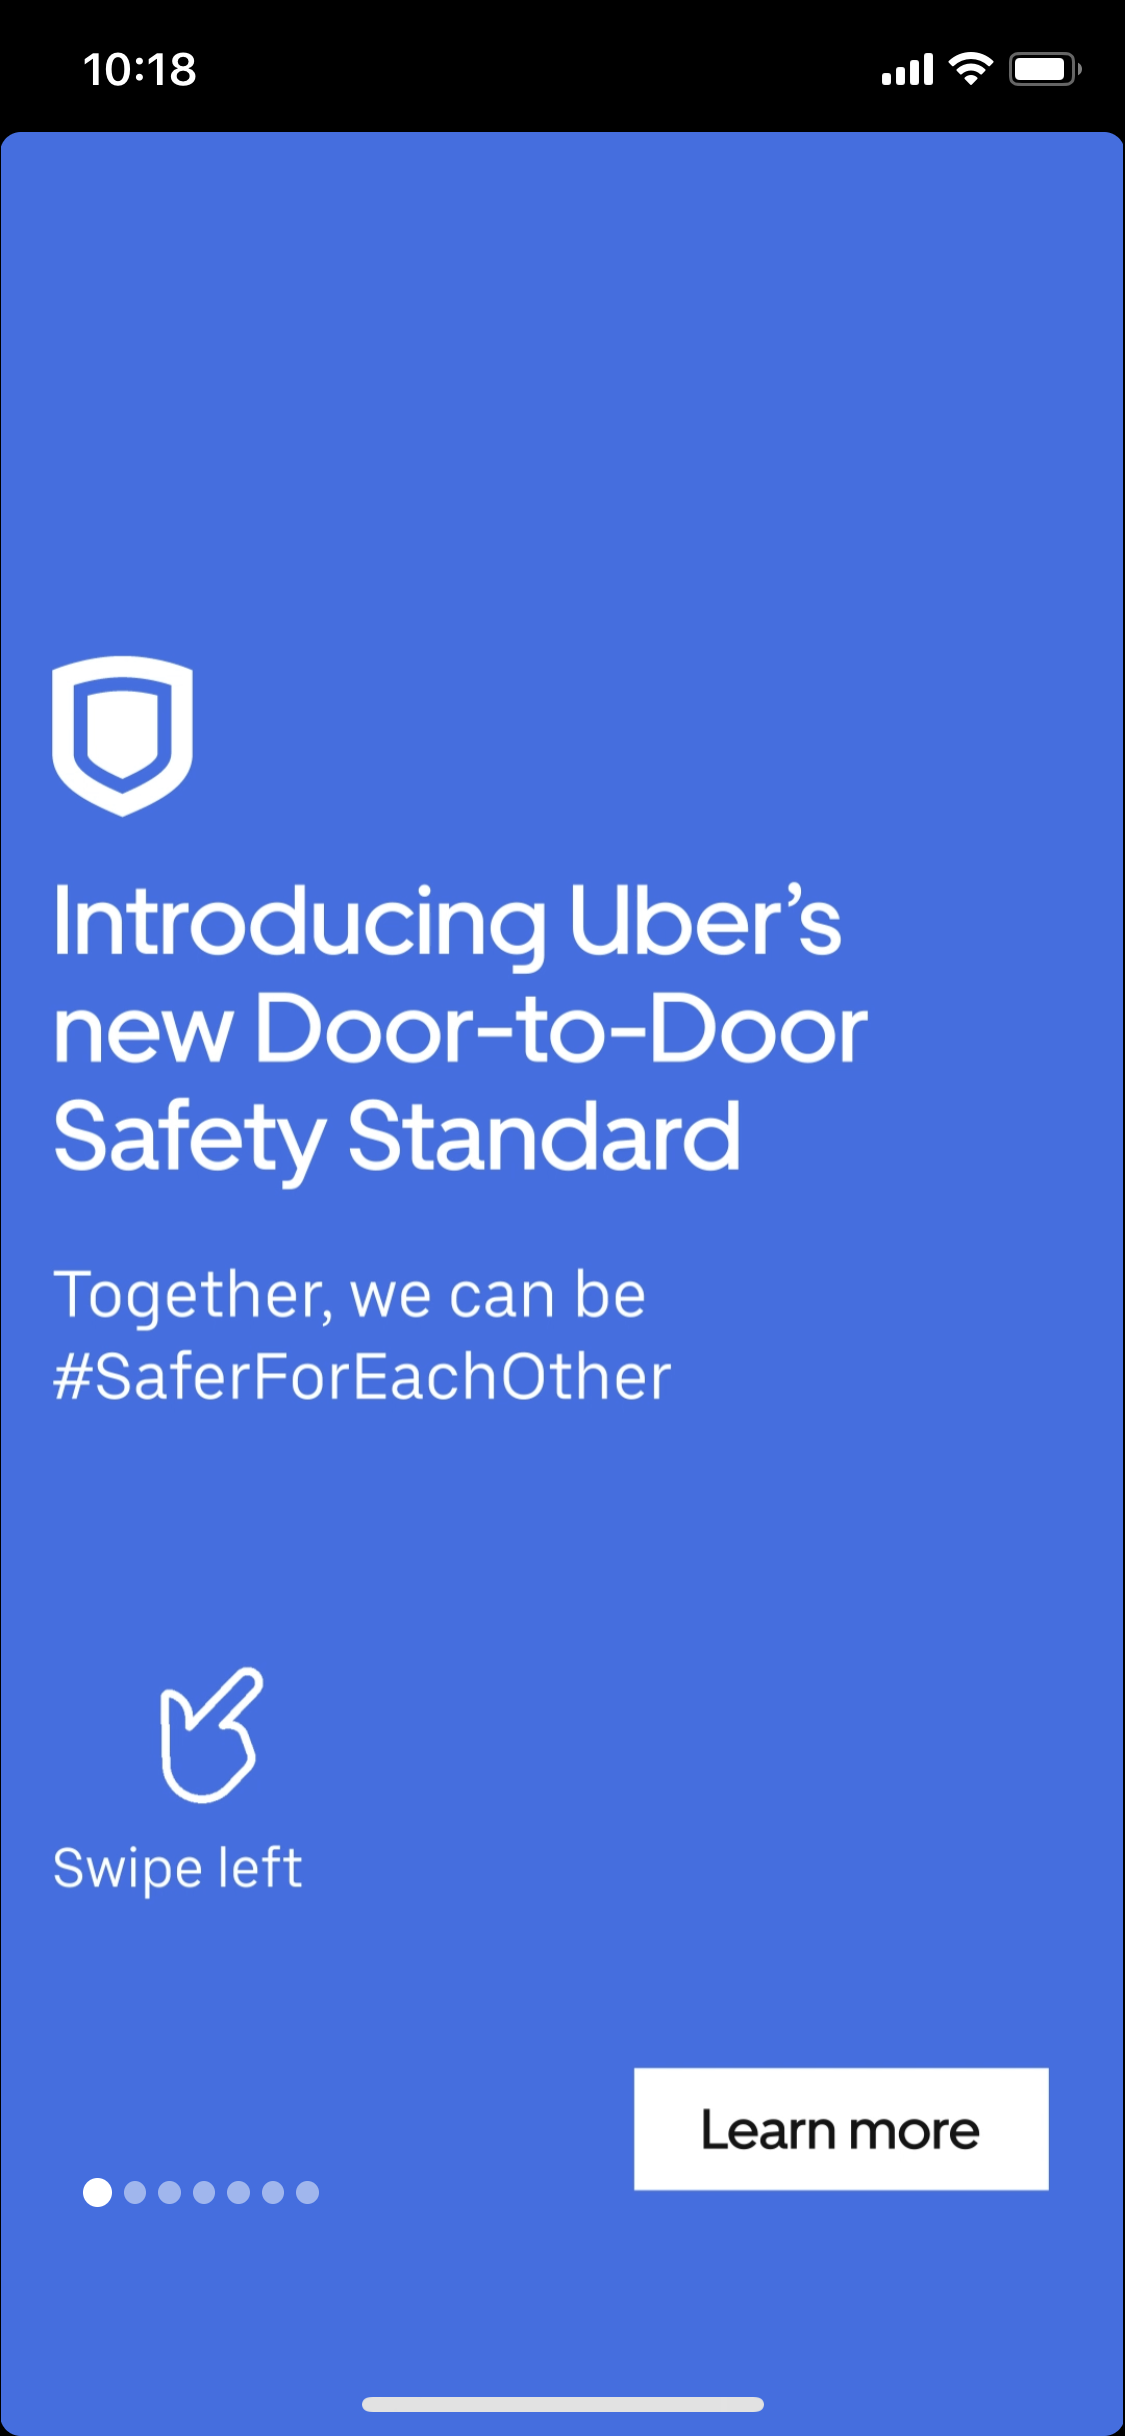 10:18
Introducing Uber’s
new Door-to-Door
Safety Standard
Together, we can be
#SaferForEachOther
Swipe left
Learn more